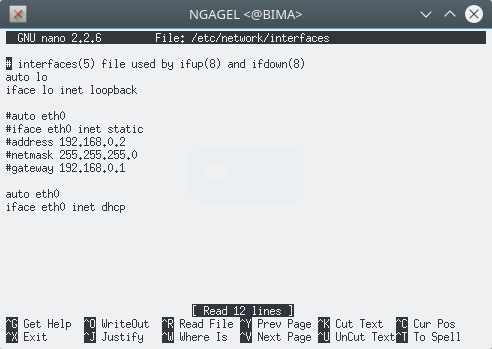 NGAGEL <@BIMA>
GNU nano 2.2.6 File: /etc/network/interfaces
# interfaces(5) file used by ifup(8) and ifdown(8)
auto lo
iface lo inet loopback
#auto eth0
#iface eth0 inet static
#address 192.168.0.2
#netmask 255.255.255.0
#gateway 192.168.0.1
auto eth0
iface eth0 inet dhcp
[ Read 12 lines ]
^G Get Help ^O WriteOut ^R Read File ^Y Prev Page ^K Cut Text ^C Cur Pos
^X Exit ^J Justify ^W Where Is ^V Next Page ^U UnCut Text ^T To Spell